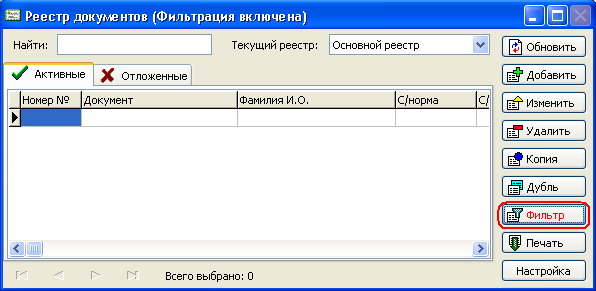 Реестр документов (Фильтрация включена)
Найти: Текущий реестр: Основной реестр
Активные Отложенные
Номер № Документ Фамилия И.О. С/норма С/
Всего выбрано: 0
Обновить
Добавить
Изменить
Удалить
Копия
Дубль
Фильтр
Печать
Настройка